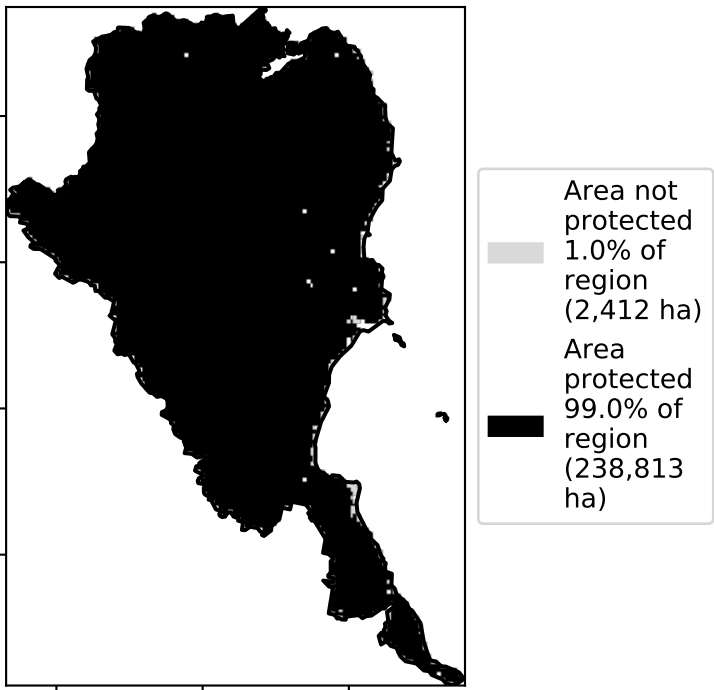 Area not
protected
1.0% of
region
(2,412 ha)
Area
protected
99.0% of
region
(238,813
ha)